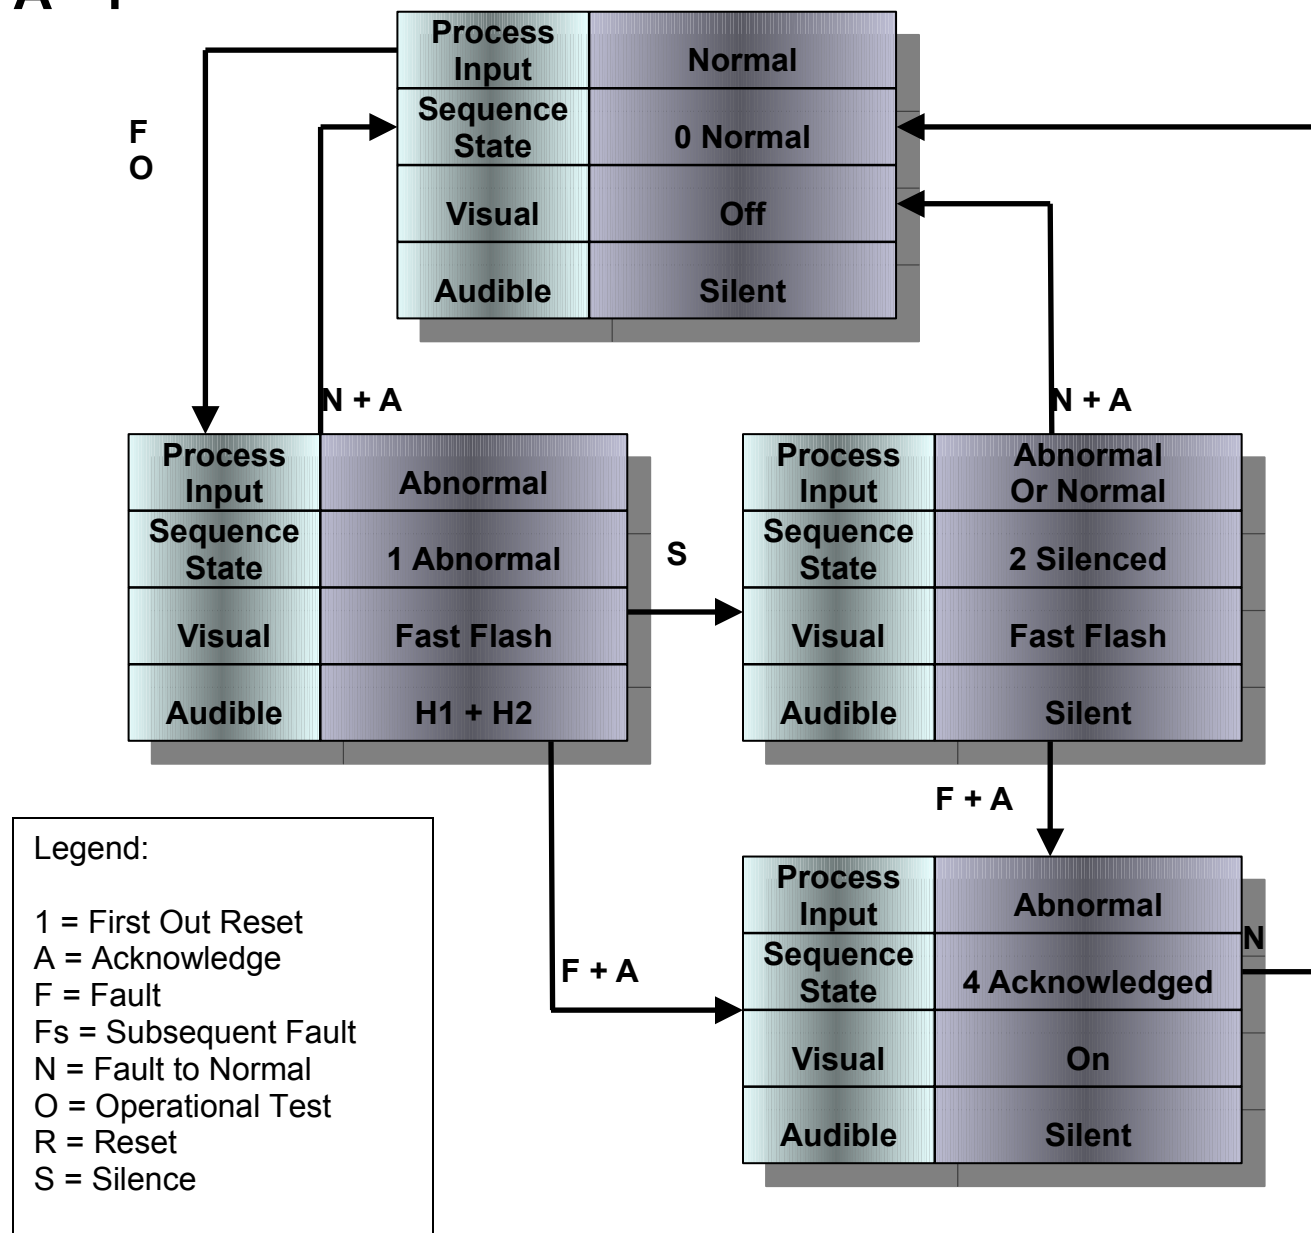 Process Input
Normal
Sequence State
0 Normal
Visual
Off
Audible
Silent
F
O
N + A
N + A
Process Input
Abnormal
Sequence State
1 Abnormal
Visual
Fast Flash
Audible
H1 + H2
S
Process Input
Abnormal Or Normal
Sequence State
2 Silenced
Visual
Fast Flash
Audible
Silent
F + A
F + A
Process Input
Abnormal
Sequence State
4 Acknowledged
Visual
On
Audible
Silent
N
Legend:
1 = First Out Reset
A = Acknowledge
F = Fault
Fs = Subsequent Fault
N = Fault to Normal
O = Operational Test
R = Reset
S = Silence